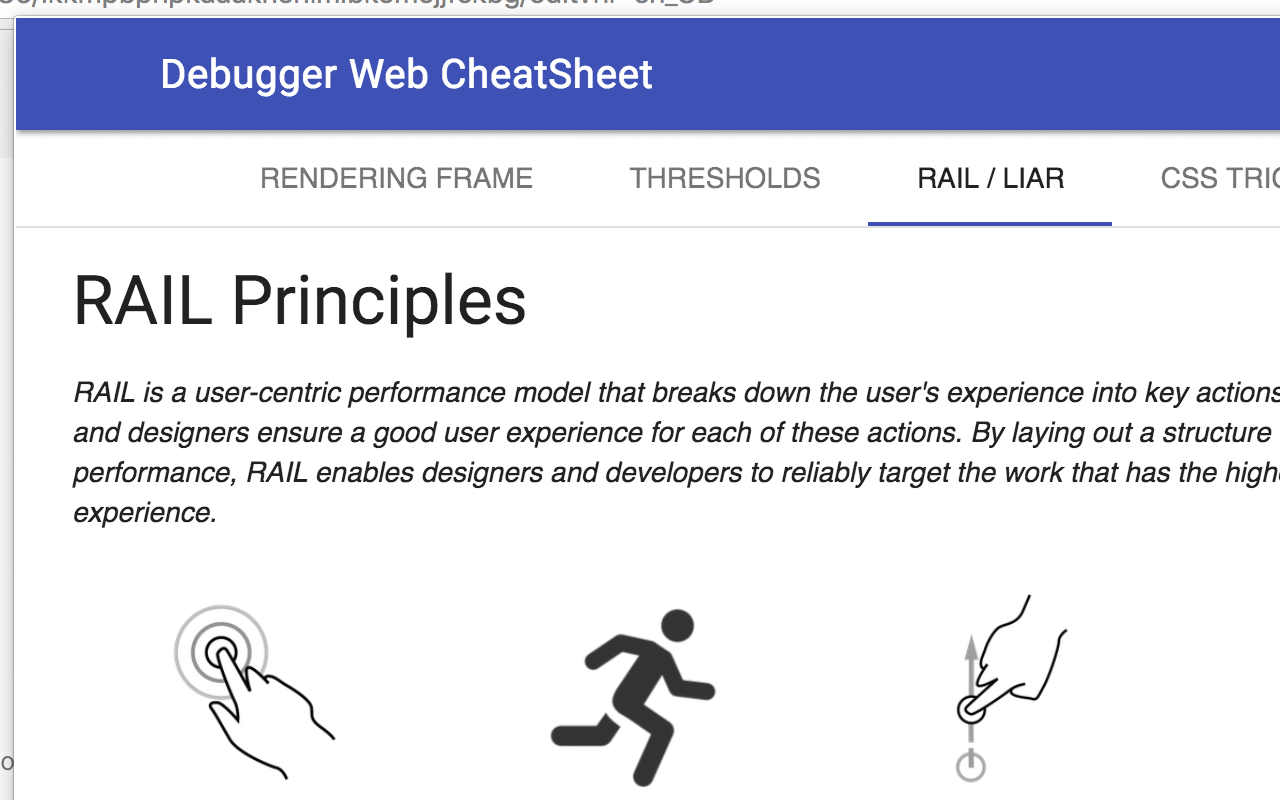 Debugger Web CheatSheet
RENDERING FRAME THRESHOLDS RAIL / LIAR CSS TRIG
RAIL Principles
RAIL is a user-centric performance model that breaks down the user's experience into key actions
and designers ensure a good user experience for each of these actions. By laying out a structure
performance, RAIL enables designers and developers to reliably target the work that has the highe
experience.